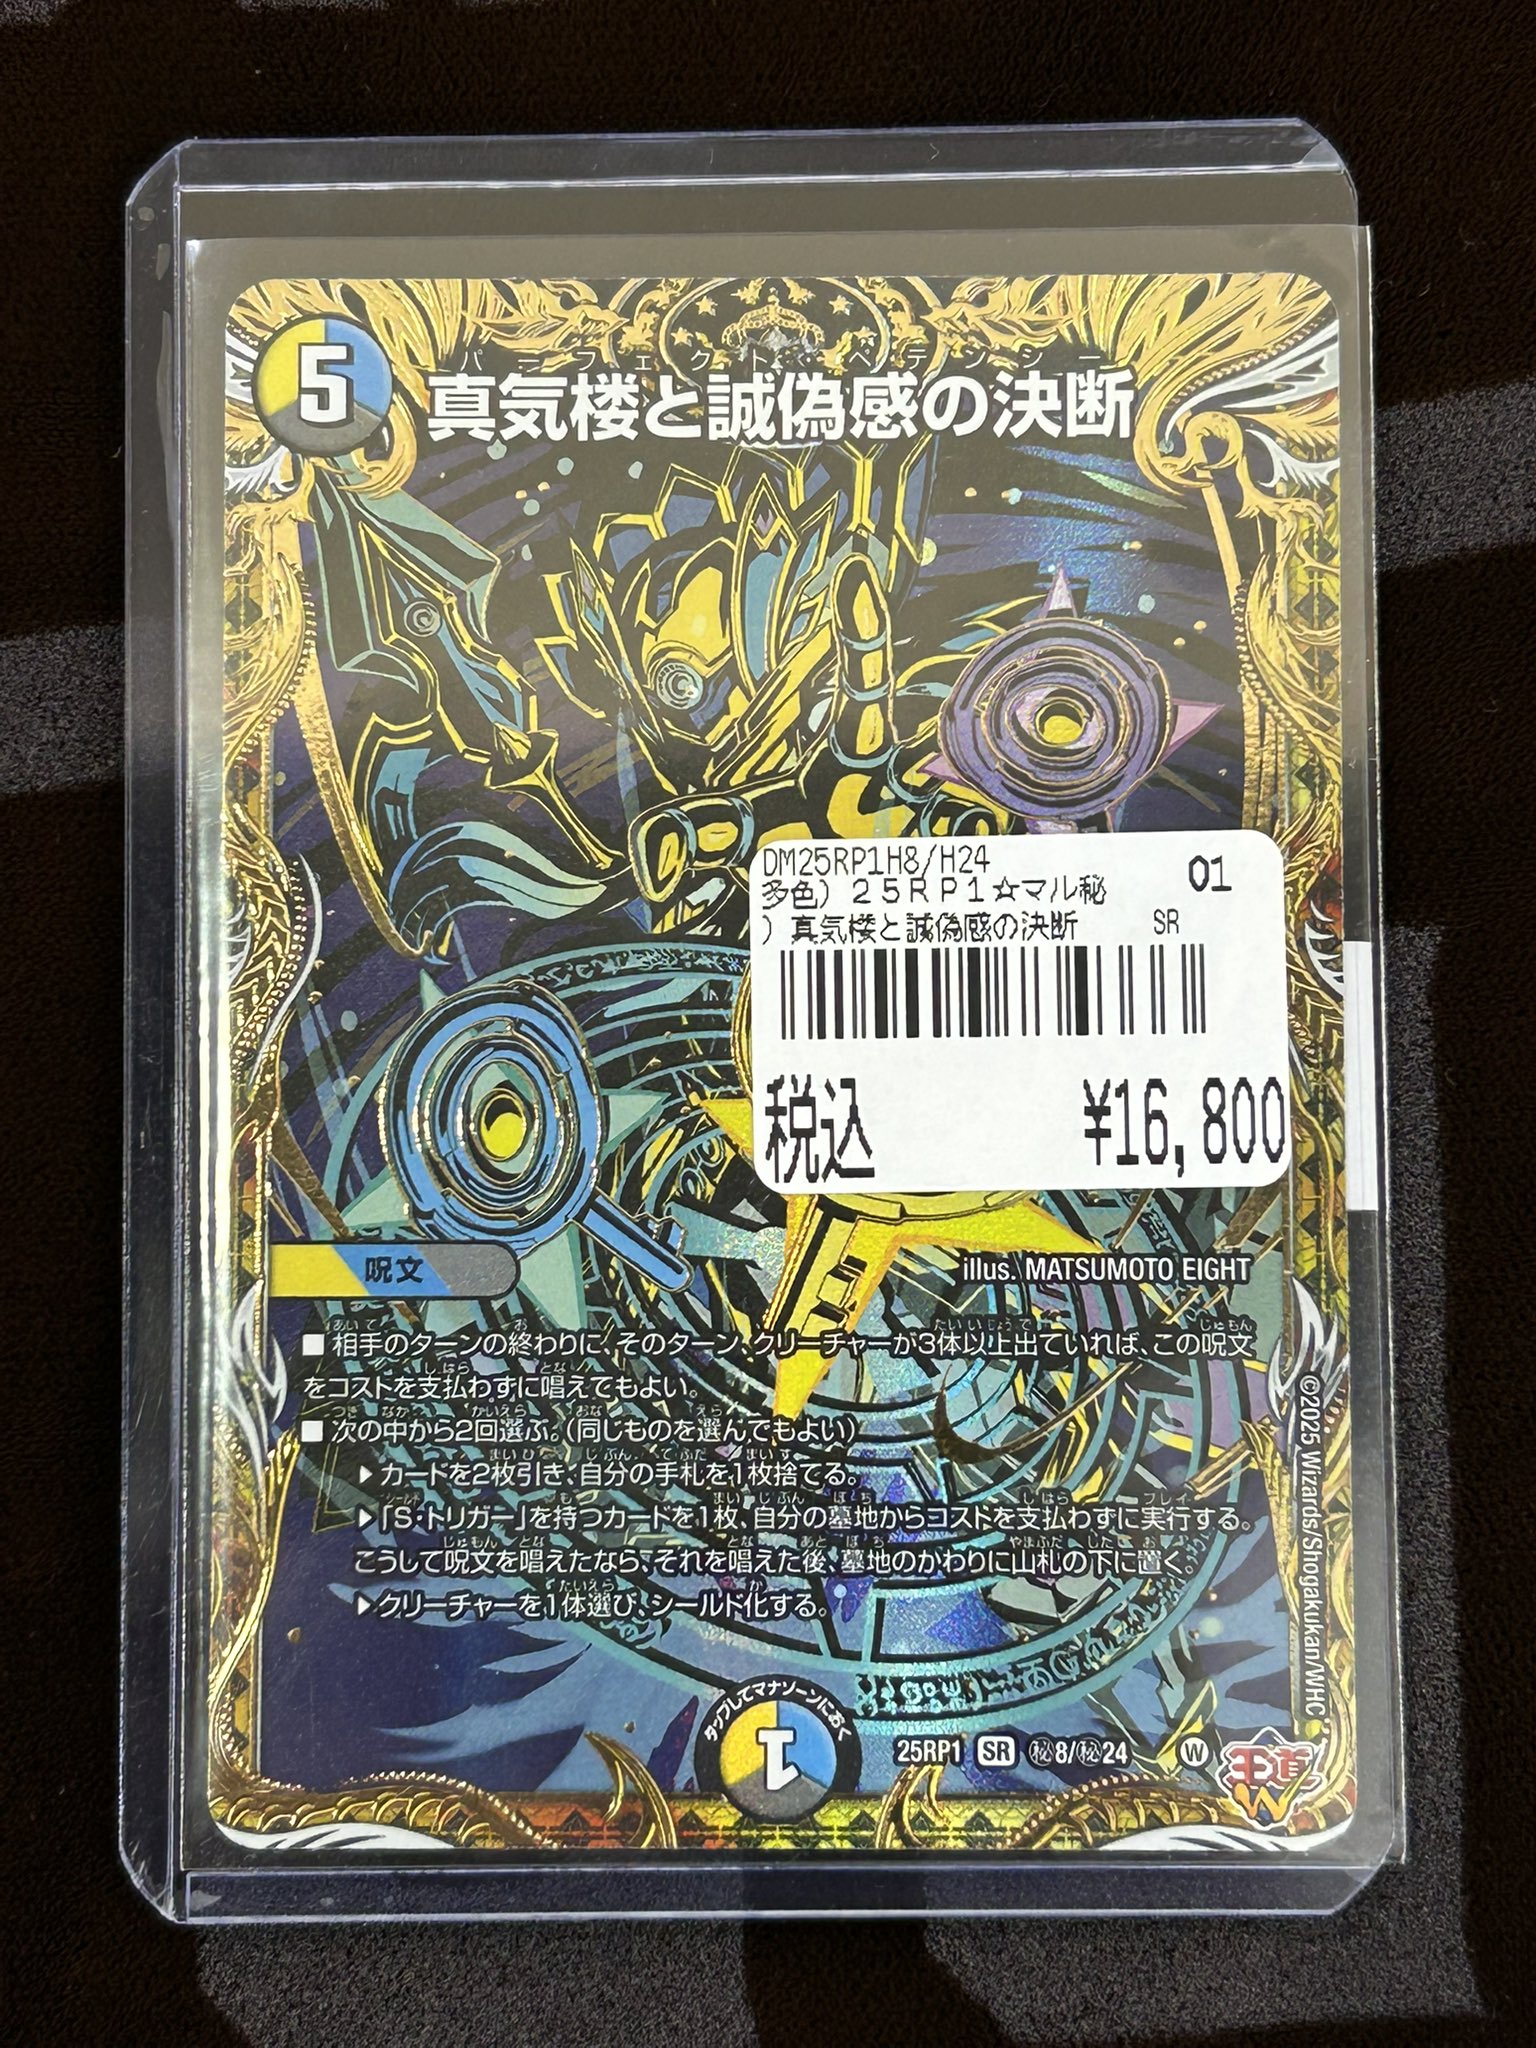 5
パーフェクト・ペテンシー
真気楼と誠偽感の決断
DM25RP1H8/H24
01
多色) 25RP1☆マル秘
) 真気楼と誠偽感の決断 SR
税込 ¥16,800
呪文
illus. MATSUMOTO EIGHT
■ 相手のターンの終わりに、そのターン、クリーチャーが3体以上出ていれば、この呪文
をコストを支払わずに唱えてもよい。
■ 次の中から2回選ぶ。(同じものを選んでもよい)
▶カードを2枚引き、自分の手札を1枚捨てる。
▶「S・トリガー」を持つカードを1枚、自分の墓地からコストを支払わずに実行する。
こうして呪文を唱えたなら、それを唱えた後、墓地のかわりに山札の下に置く。
▶クリーチャーを1体選び、シールド化する。
©2025 Wizards/Shogakukan/WHC
タップしてマナゾーンにおく
1
25RP1 SR ㊙8/㊙24 W
王道W